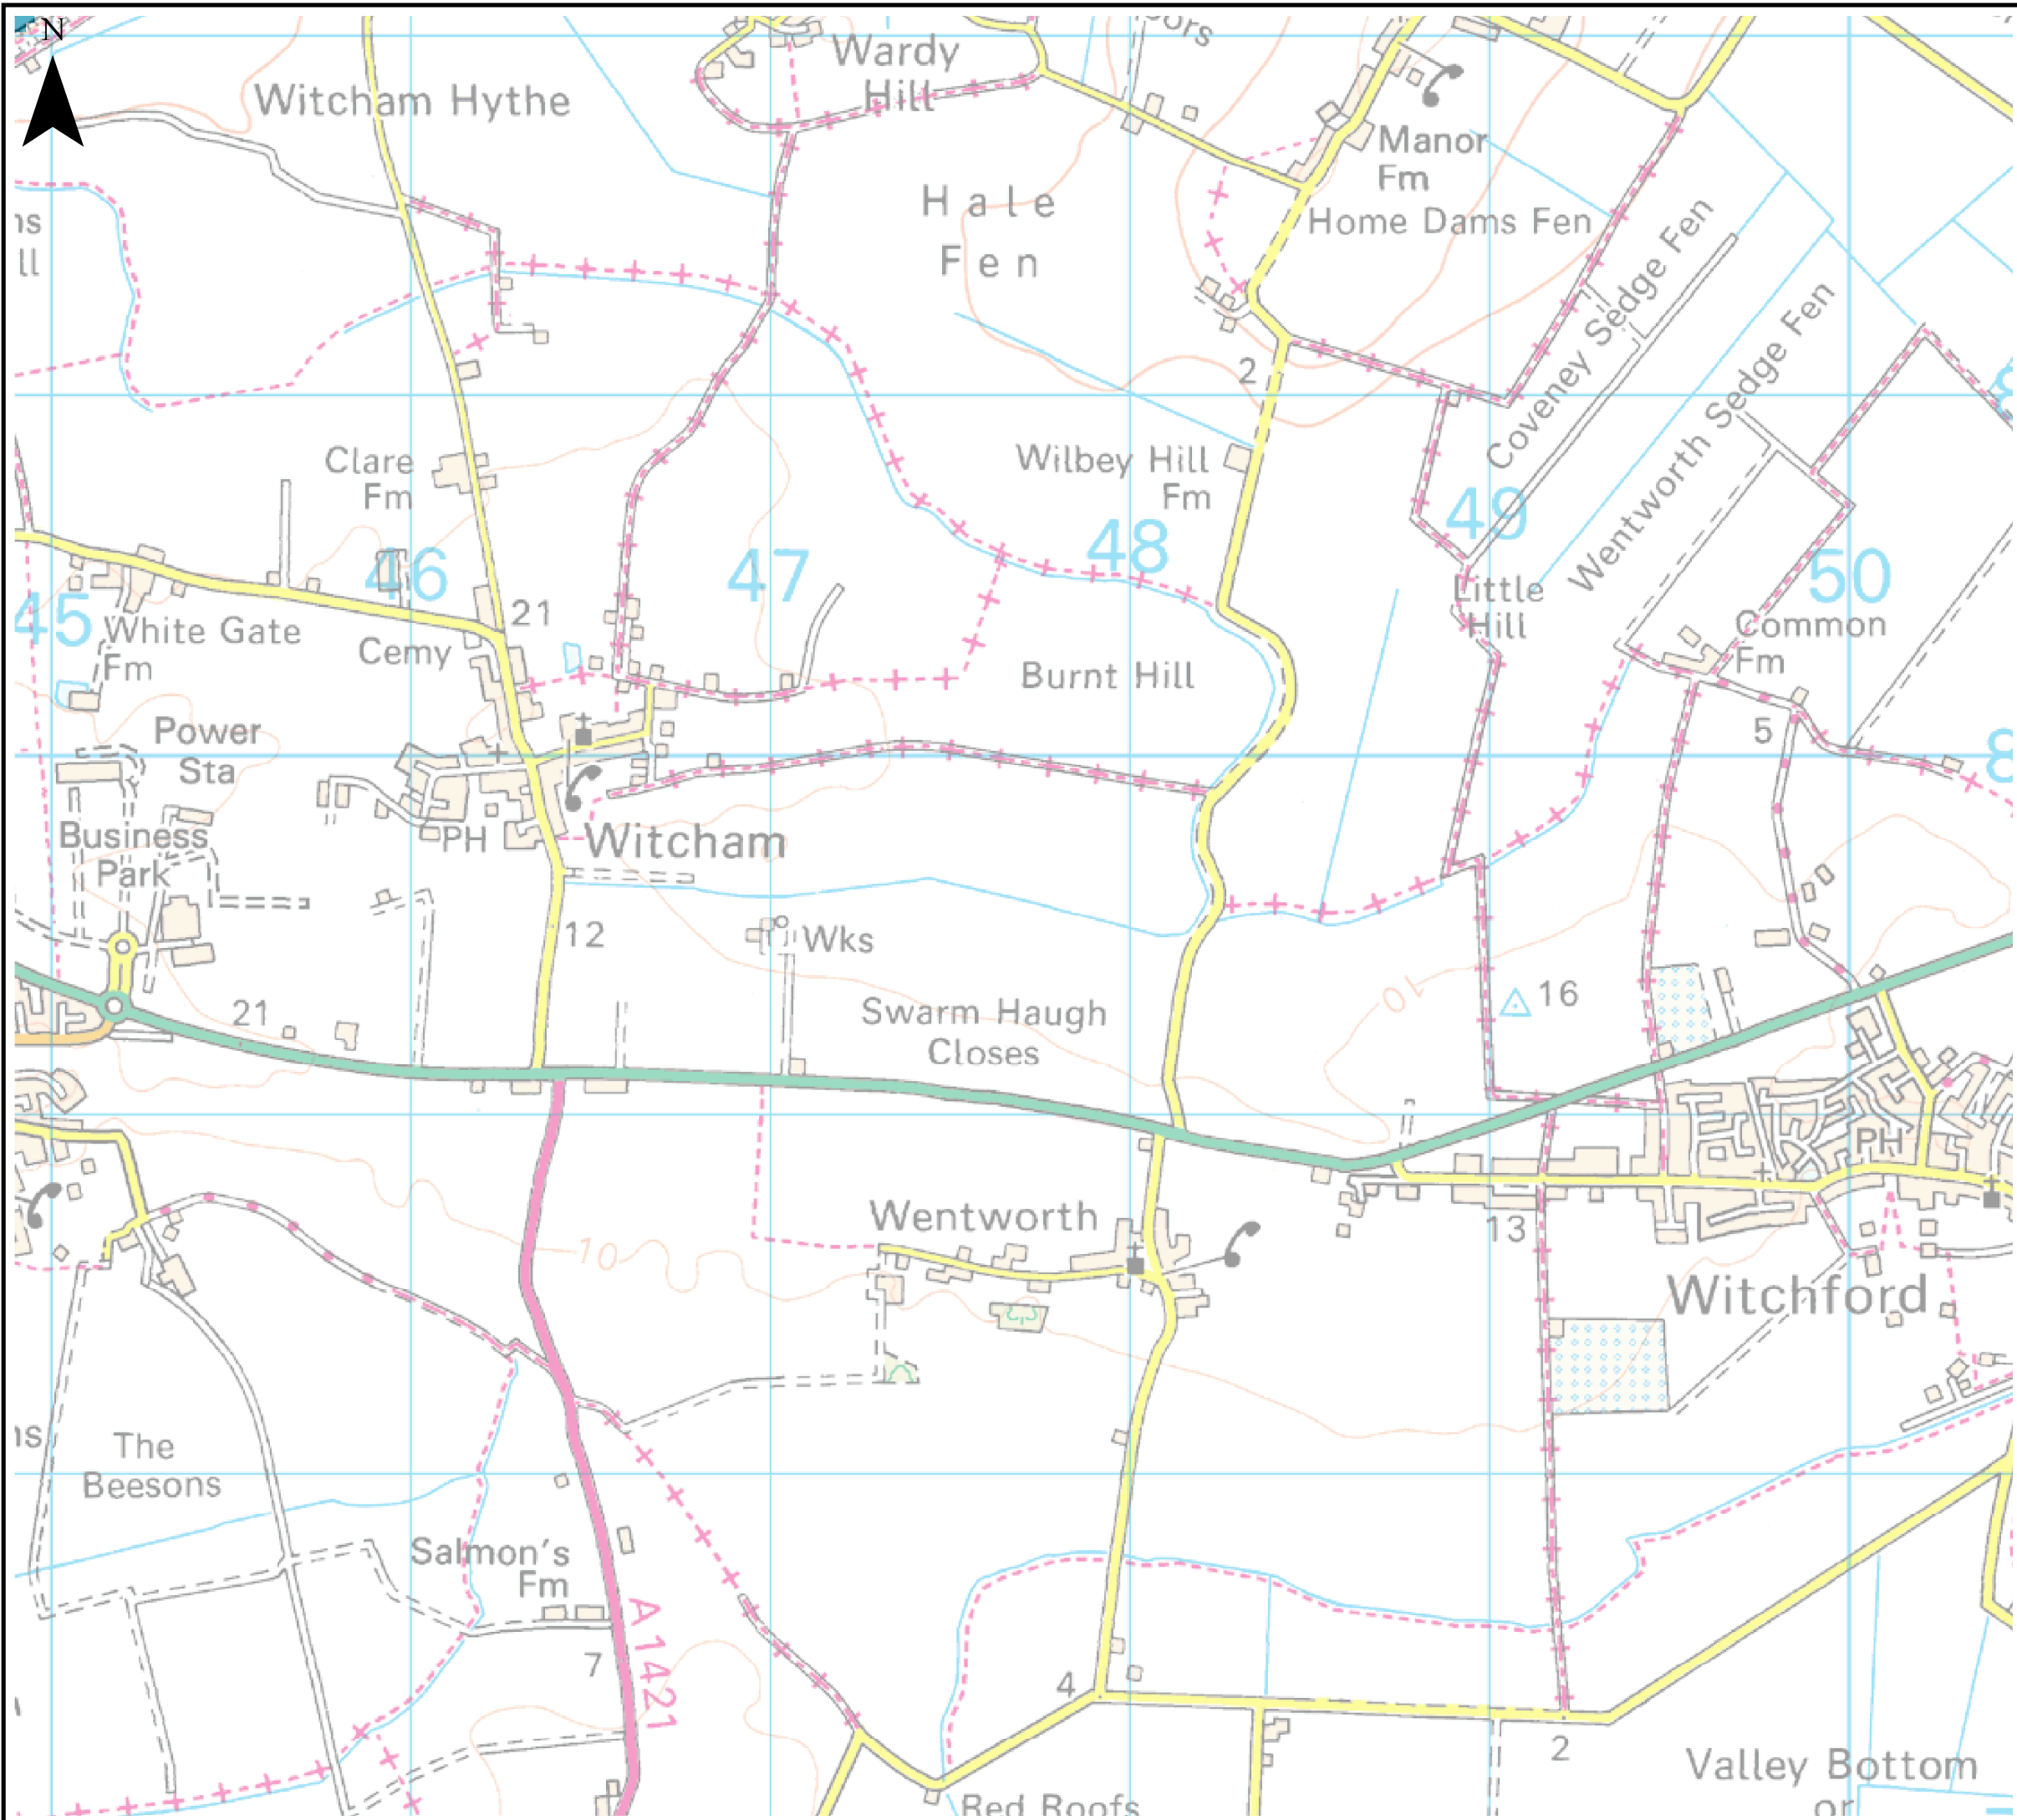 N
Wardy
Hill
Witcham Hythe
Manor
Fm
Hale
Fen
Home Dams Fen
Coveney Sedge Fen
Wentworth Sedge Fen
2
Clare
Fm
Wilbey Hill
Fm
49
48
46
47
50
45
21
White Gate
Fm
Cemy
Little
Hill
Common
Fm
Burnt Hill
Power
Sta
5
8
Business
Park
PH
Witcham
12
Wks
21
Swarm Haugh
Closes
10
16
PH
Wentworth
13
10
Witchford
The
Beesons
Salmon's
Fm
A 1421
7
4
2
Valley Bottom
or
Red Roofs